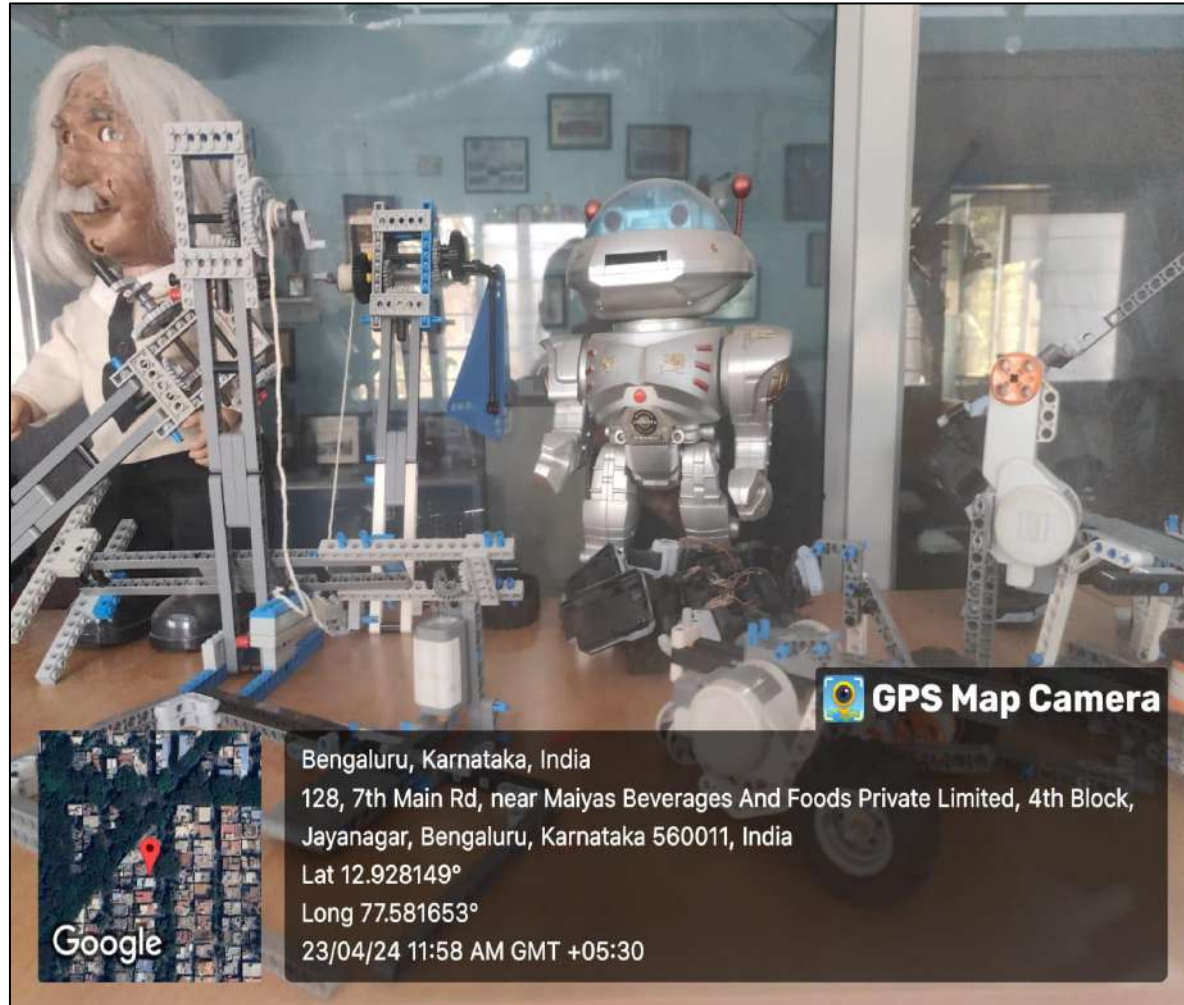 GPS Map Camera
Bengaluru, Karnataka, India
128, 7th Main Rd, near Maiyas Beverages And Foods Private Limited, 4th Block,
Jayanagar, Bengaluru, Karnataka 560011, India
Lat 12.928149°
Long 77.581653°
23/04/24 11:58 AM GMT +05:30
Google